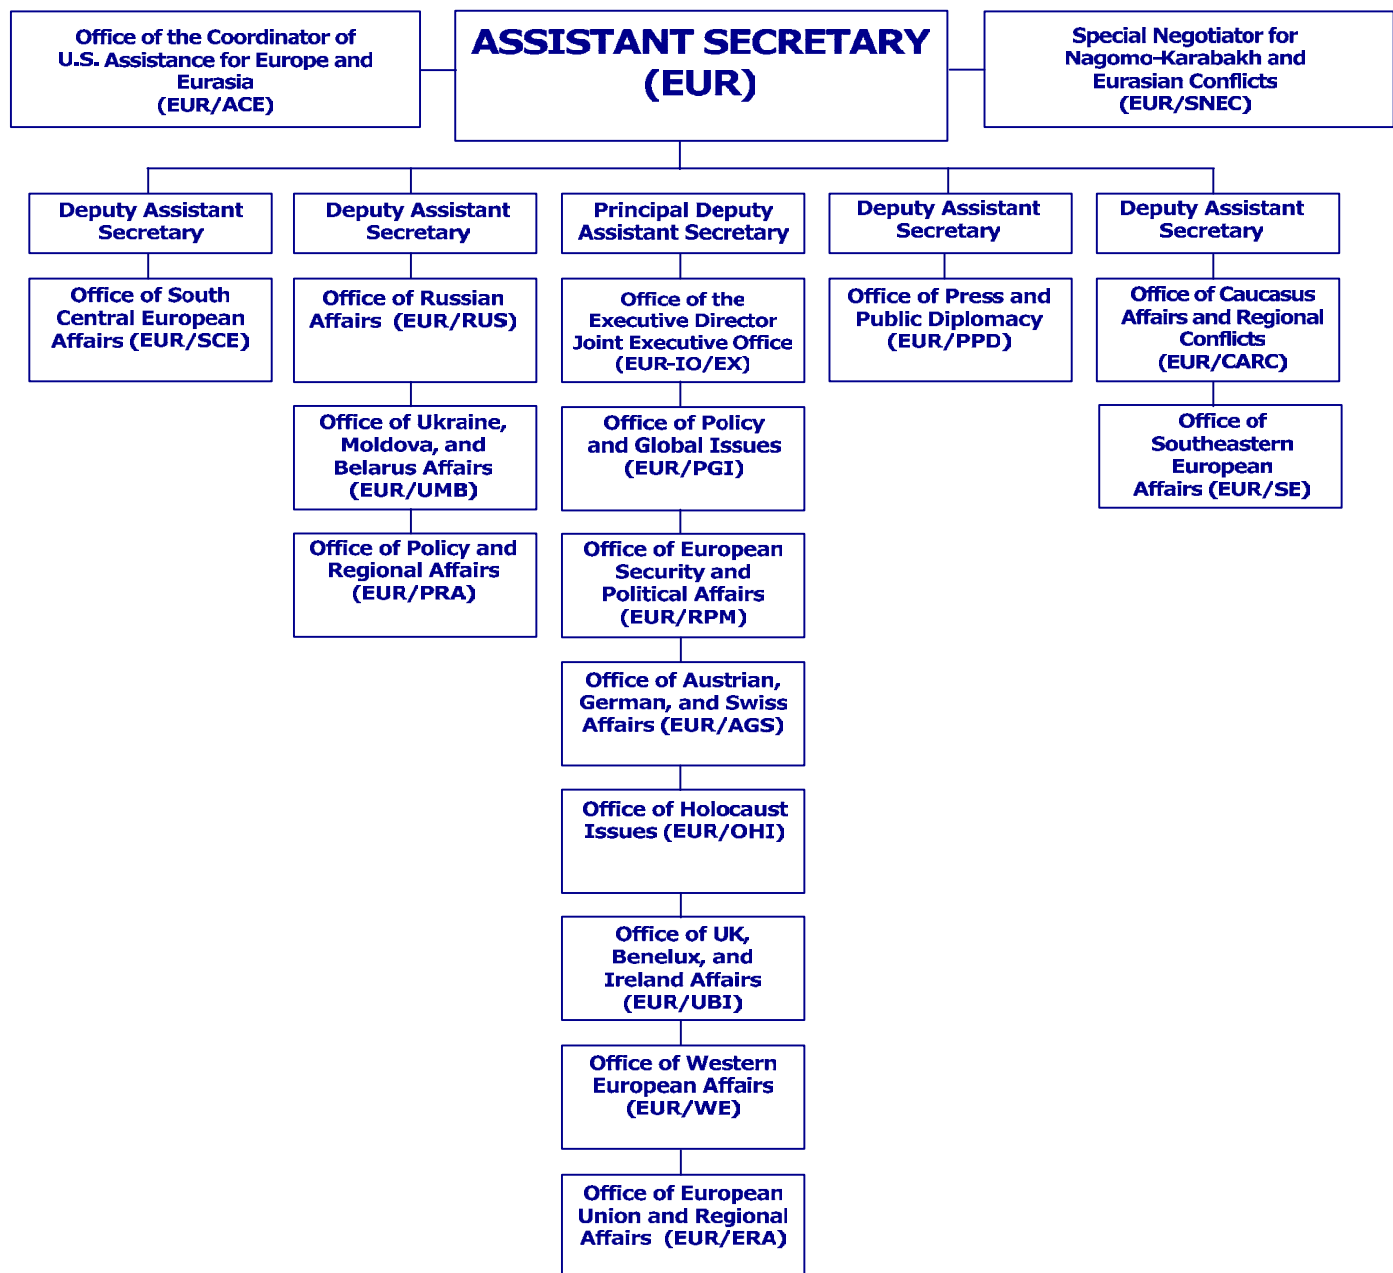 Office of the Coordinator of
U.S. Assistance for Europe and
Eurasia
(EUR/ACE)
ASSISTANT SECRETARY
(EUR)
Special Negotiator for
Nagomo-Karabakh and
Eurasian Conflicts
(EUR/SNEC)
Deputy Assistant
Secretary
Deputy Assistant
Secretary
Principal Deputy
Assistant Secretary
Deputy Assistant
Secretary
Deputy Assistant
Secretary
Office of South
Central European
Affairs (EUR/SCE)
Office of Russian
Affairs (EUR/RUS)
Office of the
Executive Director
Joint Executive Office
(EUR-IO/EX)
Office of Press and
Public Diplomacy
(EUR/PPD)
Office of Caucasus
Affairs and Regional
Conflicts
(EUR/CARC)
Office of Ukraine,
Moldova, and
Belarus Affairs
(EUR/UMB)
Office of Policy
and Global Issues
(EUR/PGI)
Office of
Southeastern
European
Affairs (EUR/SE)
Office of Policy and
Regional Affairs
(EUR/PRA)
Office of European
Security and
Political Affairs
(EUR/RPM)
Office of Austrian,
German, and Swiss
Affairs (EUR/AGS)
Office of Holocaust
Issues (EUR/OHI)
Office of UK,
Benelux, and
Ireland Affairs
(EUR/UBI)
Office of Western
European Affairs
(EUR/WE)
Office of European
Union and Regional
Affairs (EUR/ERA)